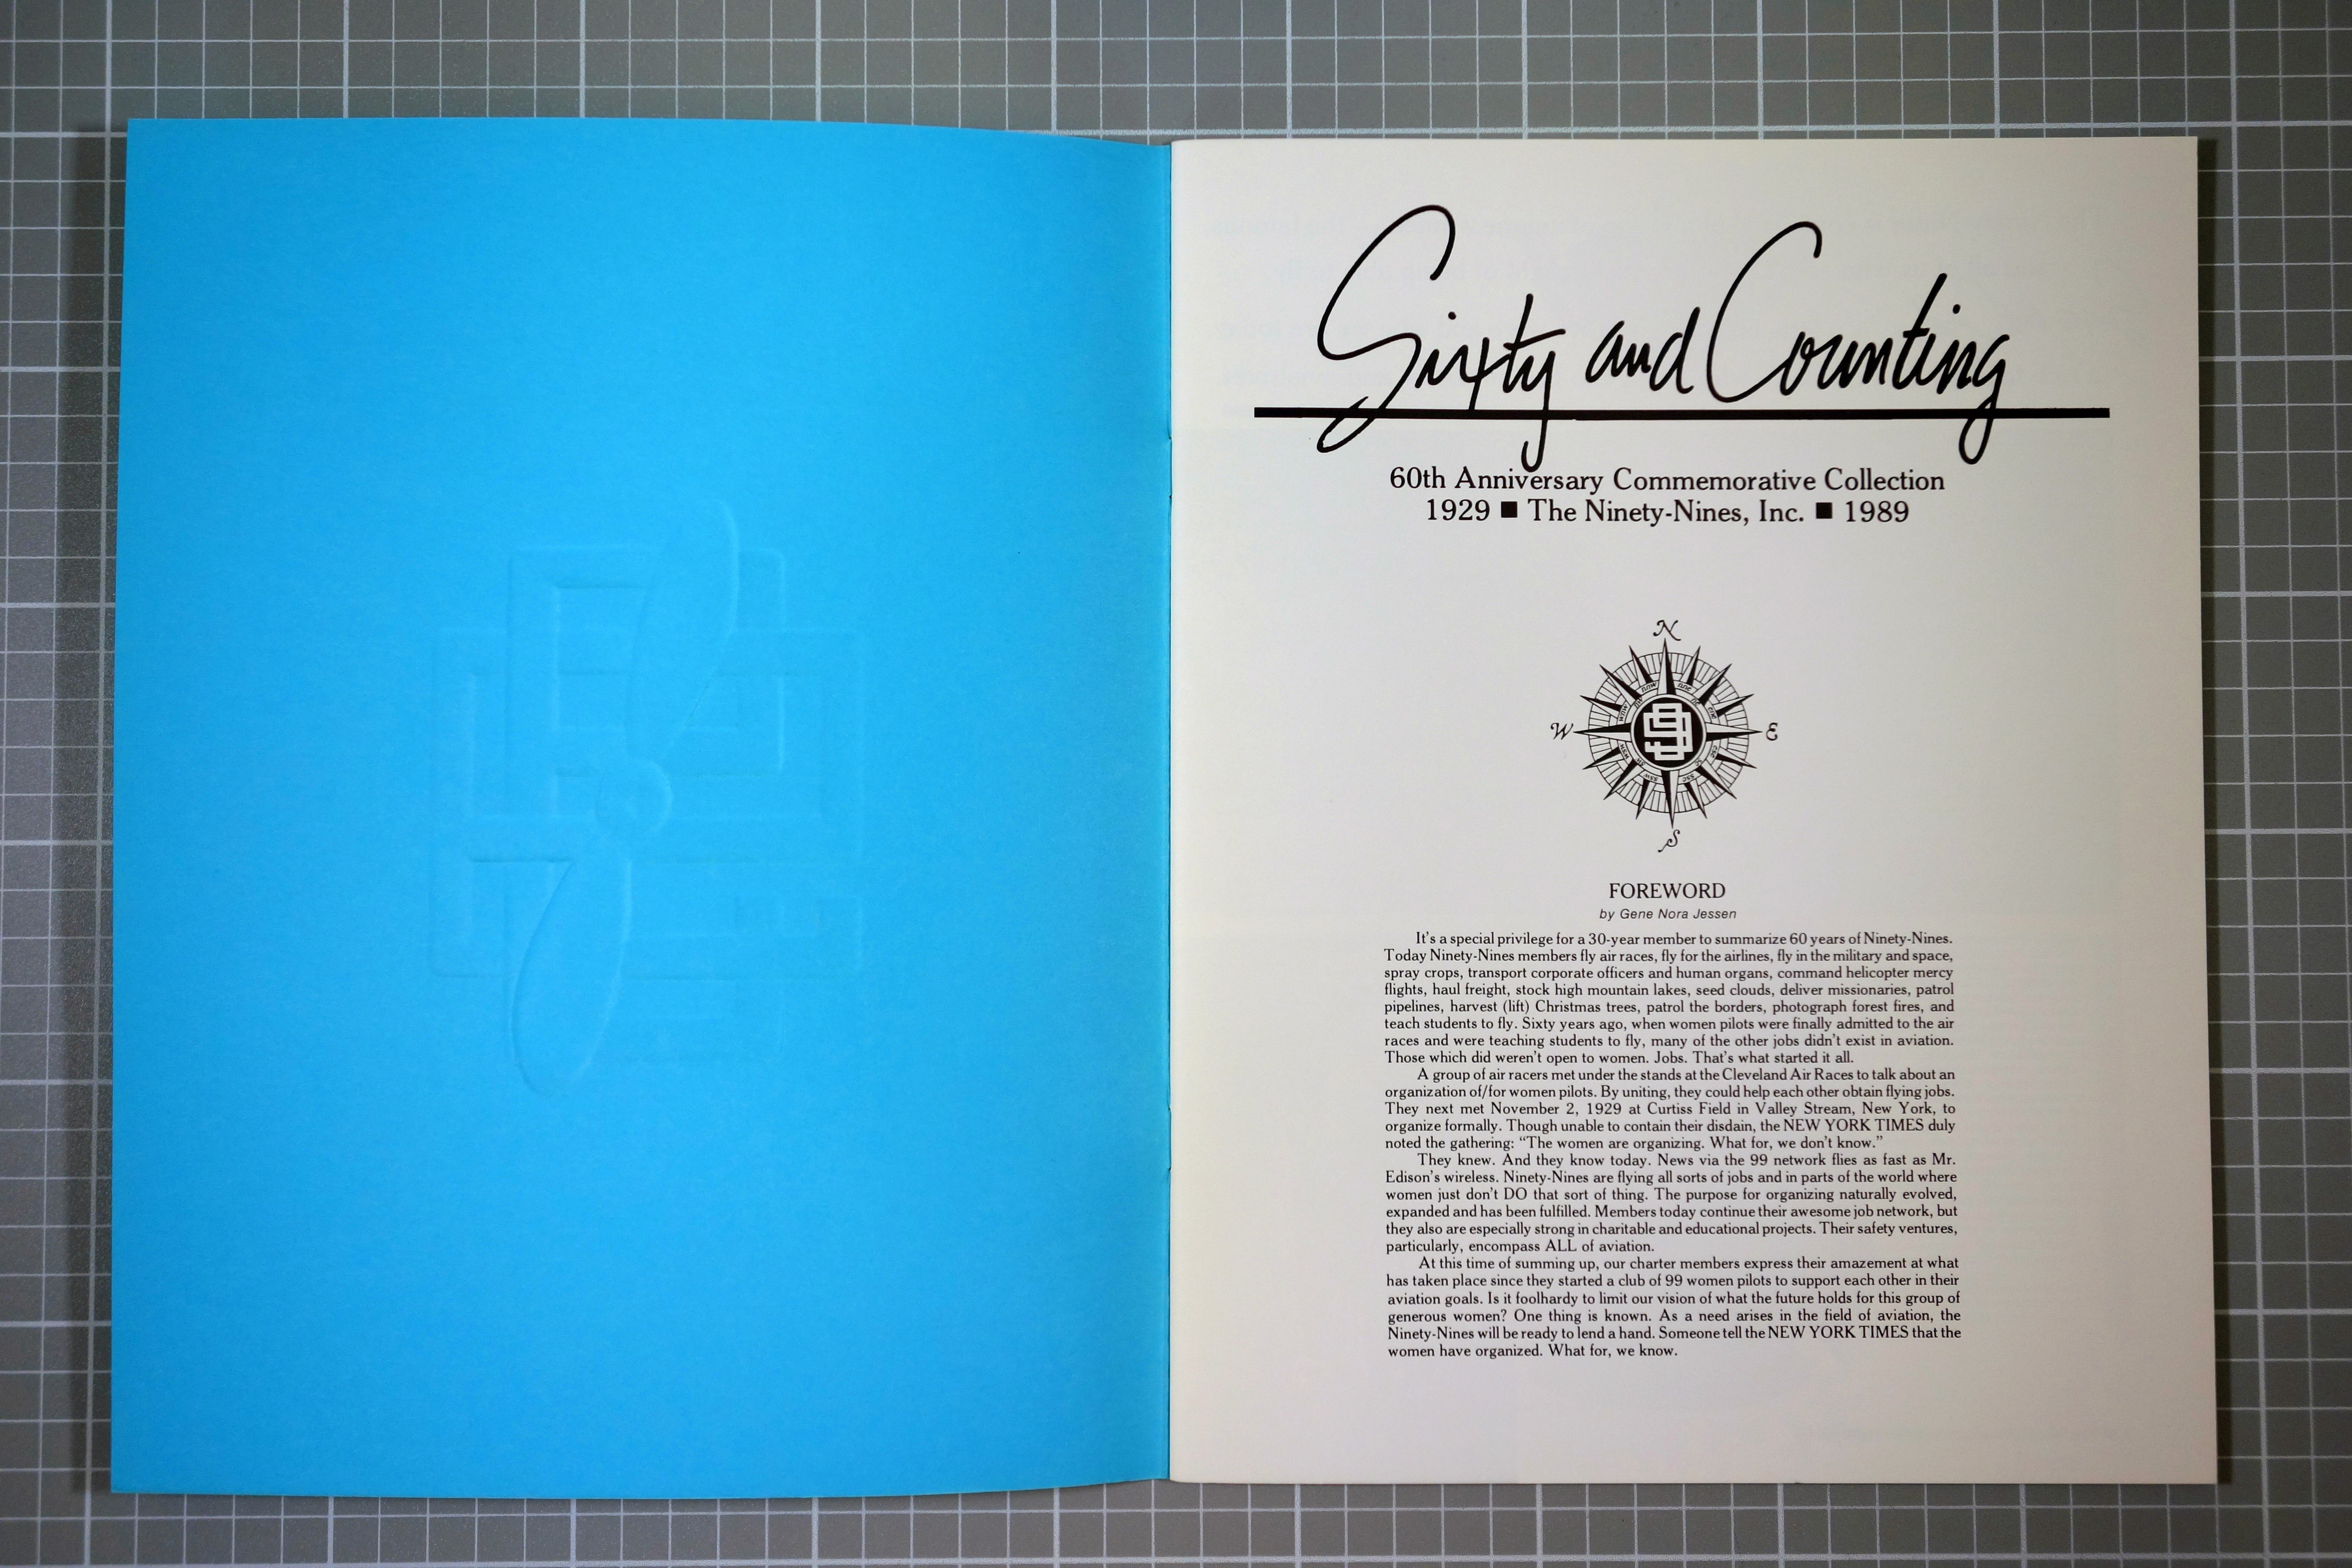 Sixty and Counting
60th Anniversary Commemorative Collection
1929 ■ The Ninety-Nines, Inc. ■ 1989
N
W
E
S
FOREWORD
by Gene Nora Jessen
It's a special privilege for a 30-year member to summarize 60 years of Ninety-Nines.
Today Ninety-Nines members fly air races, fly for the airlines, fly in the military and space,
spray crops, transport corporate officers and human organs, command helicopter mercy
flights, haul freight, stock high mountain lakes, seed clouds, deliver missionaries, patrol
pipelines, harvest (lift) Christmas trees, patrol the borders, photograph forest fires, and
teach students to fly. Sixty years ago, when women pilots were finally admitted to the air
races and were teaching students to fly, many of the other jobs didn't exist in aviation.
Those which did weren't open to women. Jobs. That's what started it all.
A group of air racers met under the stands at the Cleveland Air Races to talk about an
organization of/for women pilots. By uniting, they could help each other obtain flying jobs.
They next met November 2, 1929 at Curtiss Field in Valley Stream, New York, to
organize formally. Though unable to contain their disdain, the NEW YORK TIMES duly
noted the gathering: “The women are organizing. What for, we don't know.”
They knew. And they know today. News via the 99 network flies as fast as Mr.
Edison's wireless. Ninety-Nines are flying all sorts of jobs and in parts of the world where
women just don't DO that sort of thing. The purpose for organizing naturally evolved,
expanded and has been fulfilled. Members today continue their awesome job network, but
they also are especially strong in charitable and educational projects. Their safety ventures,
particularly, encompass ALL of aviation.
At this time of summing up, our charter members express their amazement at what
has taken place since they started a club of 99 women pilots to support each other in their
aviation goals. Is it foolhardy to limit our vision of what the future holds for this group of
generous women? One thing is known. As a need arises in the field of aviation, the
Ninety-Nines will be ready to lend a hand. Someone tell the NEW YORK TIMES that the
women have organized. What for, we know.